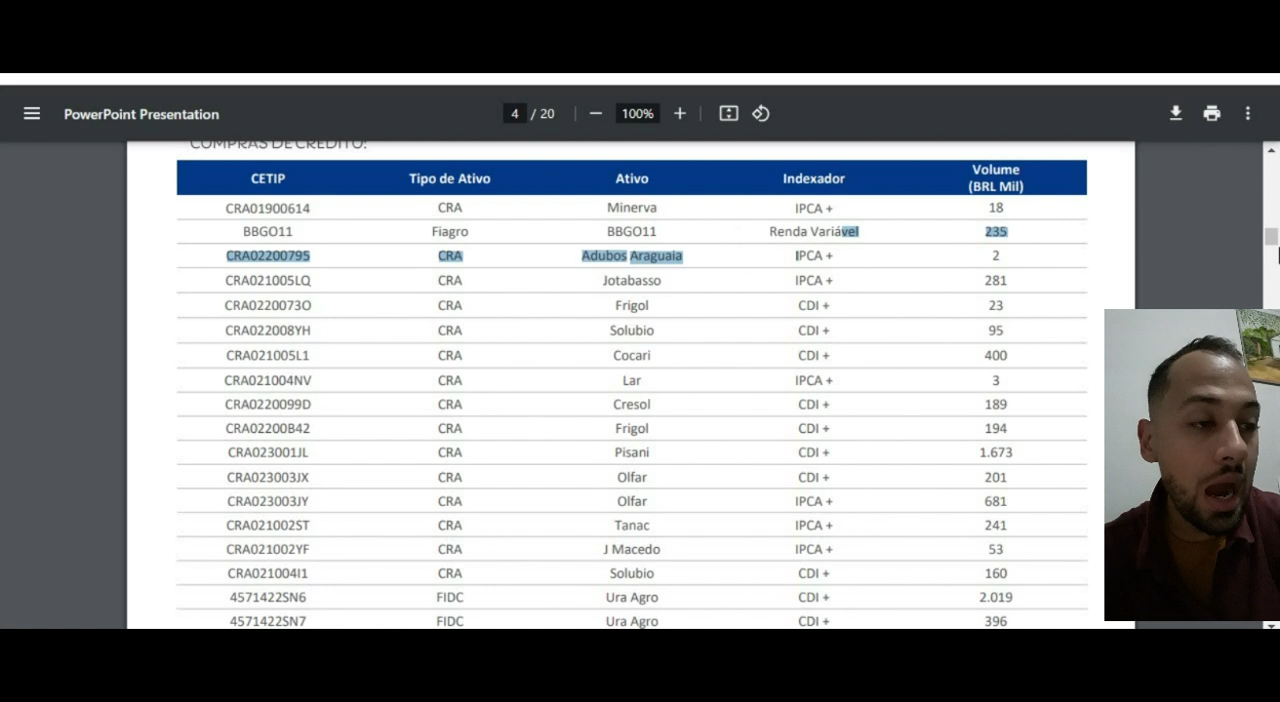 PowerPoint Presentation
4 / 20
100%
COMPRAS DE CRÉDITO:
CETIP Tipo de Ativo Ativo Indexador Volume (BRL Mil)
CRA01900614 CRA Minerva IPCA + 18
BBGO11 Fiagro BBGO11 Renda Variável 235
CRA02200795 CRA Adubos Araguaia IPCA + 2
CRA021005LQ CRA Jotabasso IPCA + 281
CRA0220073O CRA Frigol CDI + 23
CRA022008YH CRA Solubio CDI + 95
CRA021005L1 CRA Cocari CDI + 400
CRA021004NV CRA Lar IPCA + 3
CRA0220099D CRA Cresol CDI + 189
CRA02200B42 CRA Frigol CDI + 194
CRA023001JL CRA Pisani CDI + 1.673
CRA023003JX CRA Olfar CDI + 201
CRA023003JY CRA Olfar IPCA + 681
CRA021002ST CRA Tanac IPCA + 241
CRA021002YF CRA J Macedo IPCA + 53
CRA021004I1 CRA Solubio CDI + 160
4571422SN6 FIDC Ura Agro CDI + 2.019
4571422SN7 FIDC Ura Agro CDI + 396